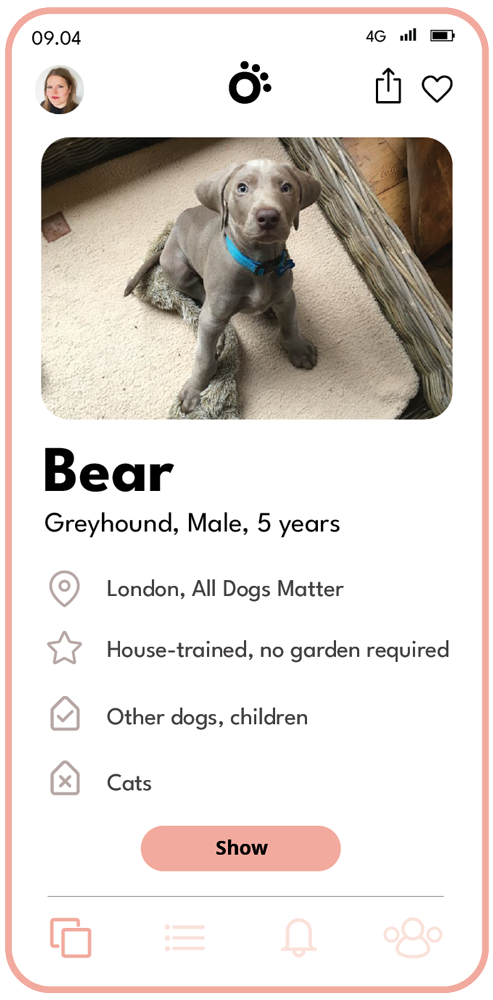 09.04
4G
Bear
Greyhound, Male, 5 years
London, All Dogs Matter
House-trained, no garden required
Other dogs, children
Cats
Show